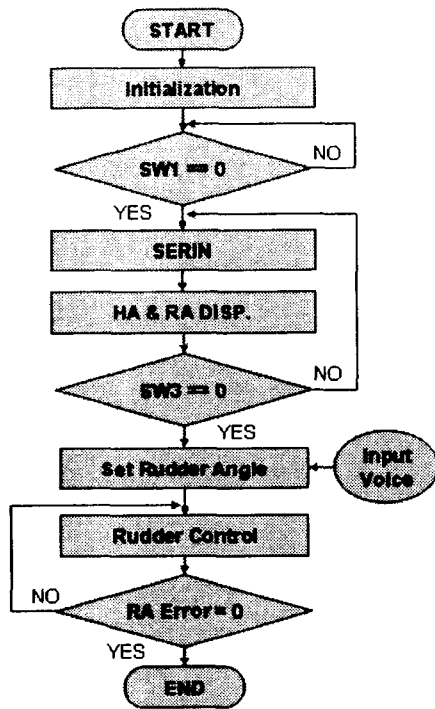 START
Initialization
SW1 == 0
NO
YES
SERIN
HA & RA DISP.
SW3 == 0
NO
YES
Set Rudder Angle
Input
Voice
Rudder Control
NO
RA Error = 0
YES
END